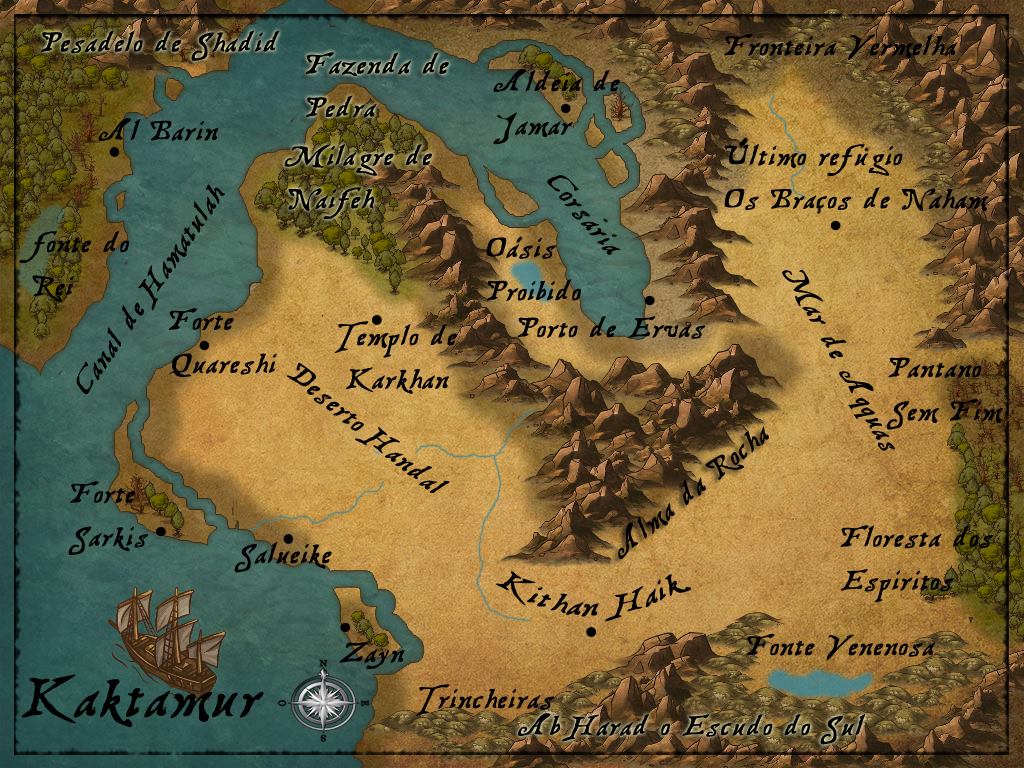 Pesadelo de Shadid
Fronteira Vermelha
Fazenda de
Pedra
Aldeia de
Jamar
Al Barin
Milagre de
Naifeh
Último refúgio
Os Braços de Naham
Corsaria
Canal de Hamatulah
fonte do
Rei
Oásis
Proibido
Forte
Quareshi
Templo de
Karkhan
Porto de Ervas
Mar de Aqquas
Pantano
Sem Fim
Deserto Handal
Alma da Rocha
Forte
Sarkis
Salueike
Floresta dos
Espiritos
Kithan Haik
Zayn
Fonte Venenosa
Kaktamur
N
S
Trincheiras
Ab Harad o Escudo do Sul